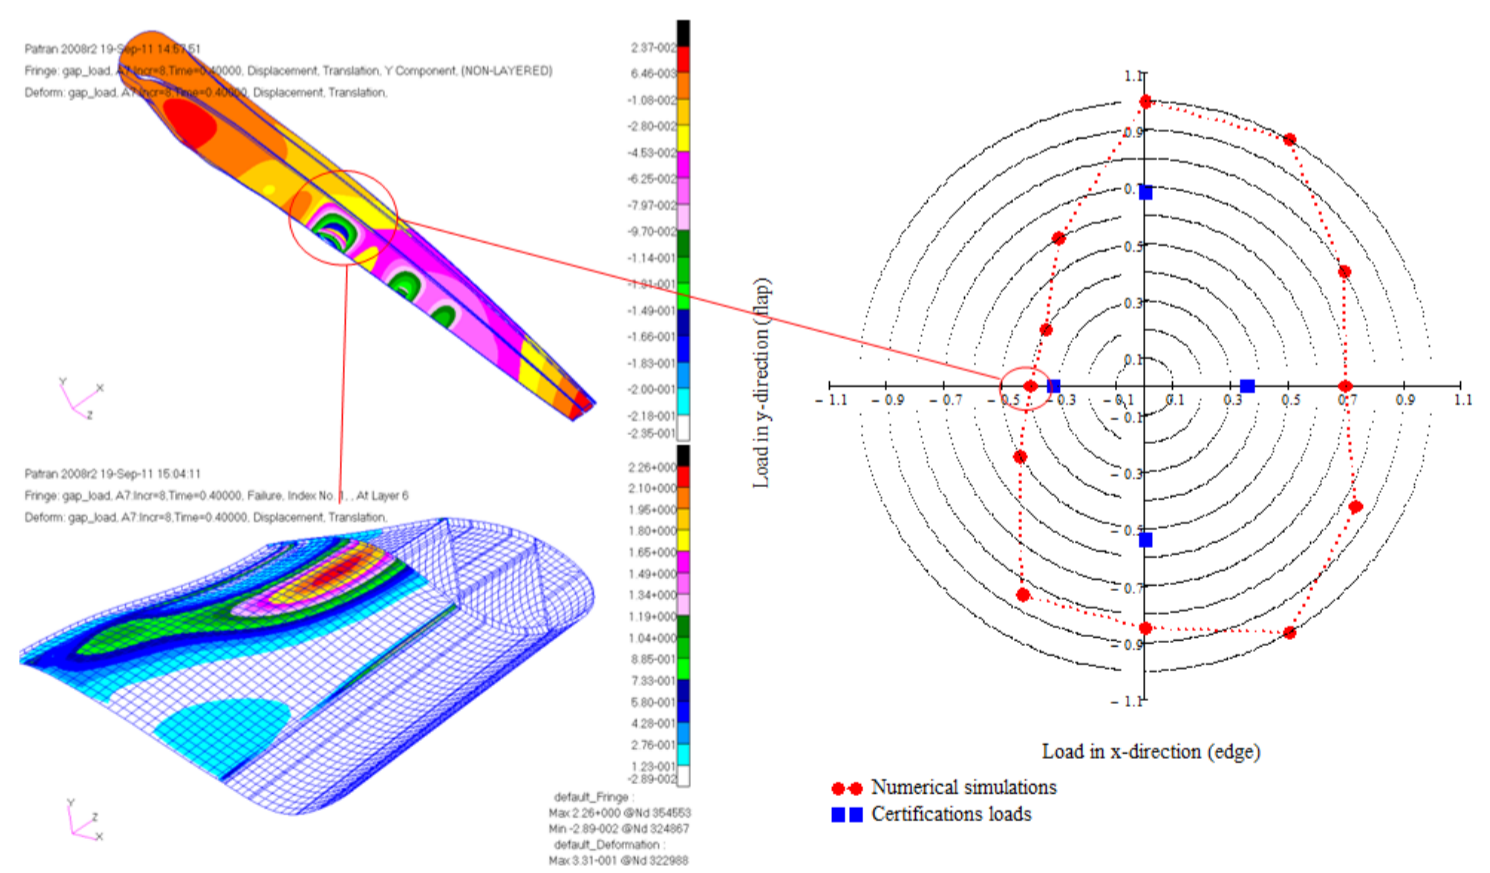 Patran 2008r2 19-Sep-11 14:57:51
Fringe: gap_load, A7:Incr=8,Time=0.40000, Displacement, Translation, Y Component, (NON-LAYERED)
Deform: gap_load, A7:Incr=8,Time=0.40000, Displacement, Translation,
2.37-002
6.46-003
-1.08-002
-2.80-002
-4.53-002
-6.25-002
-7.97-002
-9.70-002
-1.14-001
-1.31-001
-1.49-001
-1.66-001
-1.83-001
-2.00-001
-2.18-001
-2.35-001
Y
X
Z
Patran 2008r2 19-Sep-11 15:04:11
Fringe: gap_load, A7:Incr=8,Time=0.40000, Failure, Index No. 1, , At Layer 6
Deform: gap_load, A7:Incr=8,Time=0.40000, Displacement, Translation,
2.26+000
2.10+000
1.95+000
1.80+000
1.65+000
1.49+000
1.34+000
1.19+000
1.04+000
8.85-001
7.33-001
5.80-001
4.28-001
2.76-001
1.23-001
-2.89-002
Y
Z
X
default_Fringe :
Max 2.26+000 @Nd 354553
Min -2.89-002 @Nd 324867
default_Deformation :
Max 3.31-001 @Nd 322988
Load in y-direction (flap)
1.1
0.9
0.7
0.5
0.3
0.1
− 1.1 − 0.9 − 0.7 − 0.5 − 0.3 − 0.1 0.1 0.3 0.5 0.7 0.9 1.1
− 0.1
− 0.3
− 0.5
− 0.7
− 0.9
− 1.1
Load in x-direction (edge)
Numerical simulations
Certifications loads